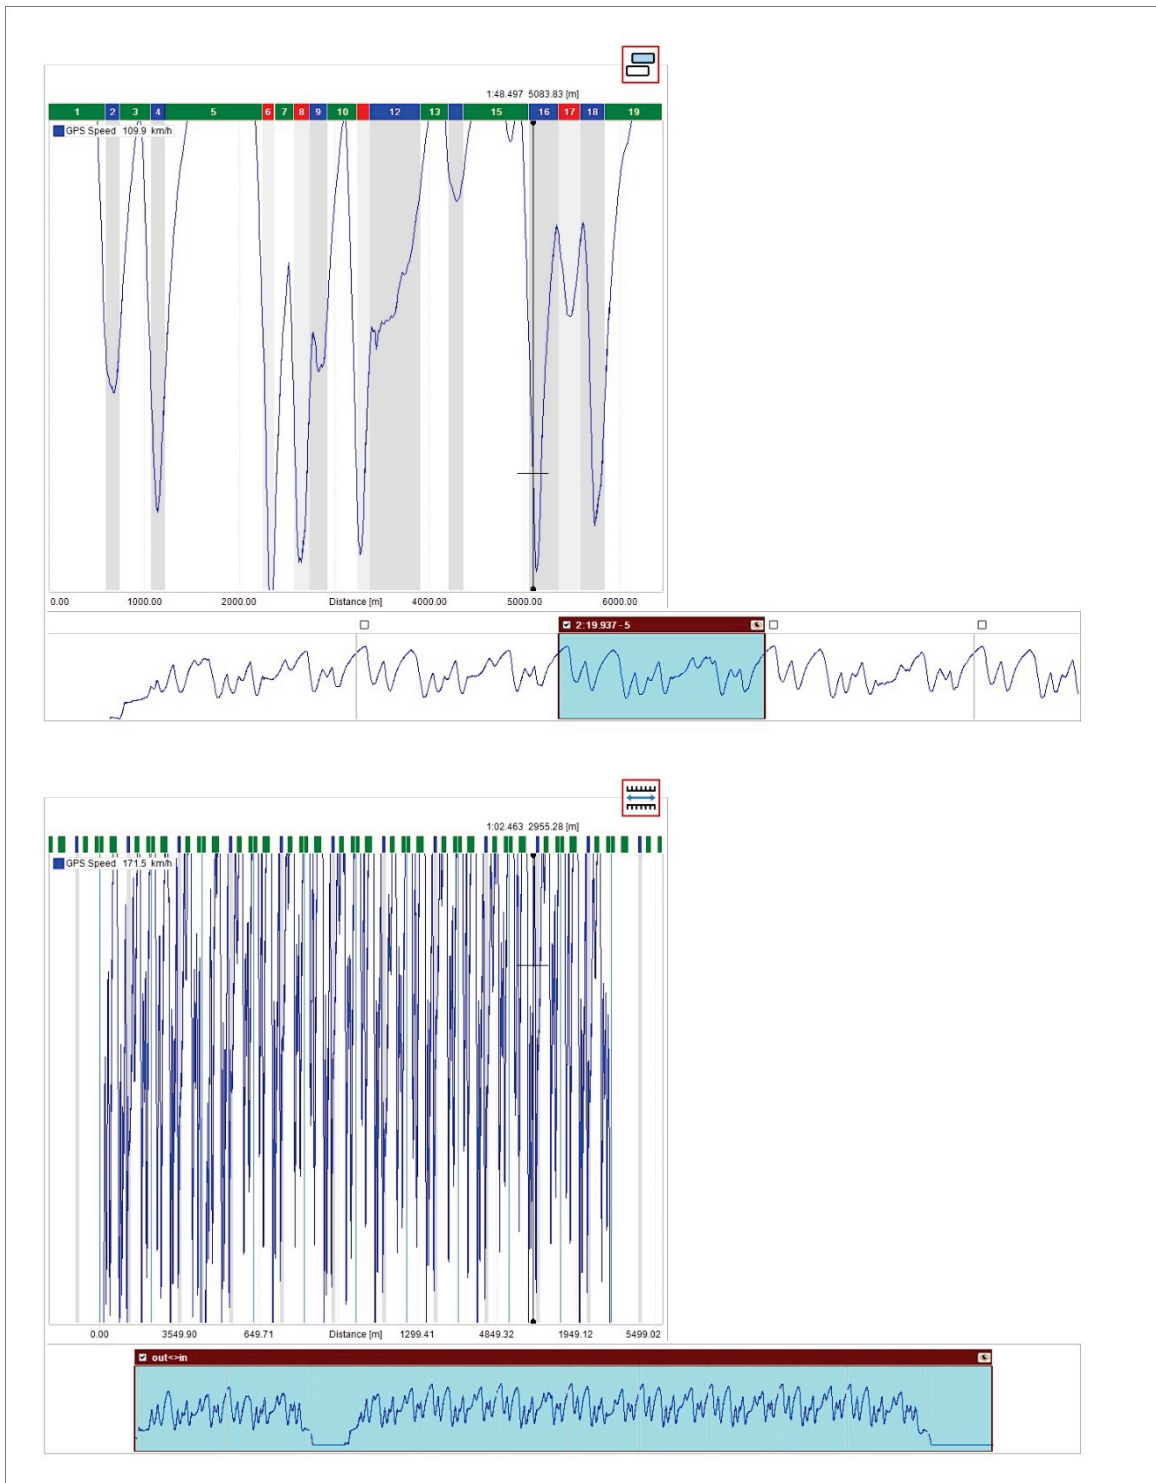 1:48.497 5083.83 [m]
1 2 3 4 5 6 7 8 9 10 12 13 15 16 17 18 19
GPS Speed 109.9 km/h
0.00 1000.00 2000.00 Distance [m] 4000.00 5000.00 6000.00
2:19.937 - 5
1:02.463 2955.28 [m]
GPS Speed 171.5 km/h
0.00 3549.90 649.71 Distance [m] 1299.41 4849.32 1949.12 5499.02
out<>in